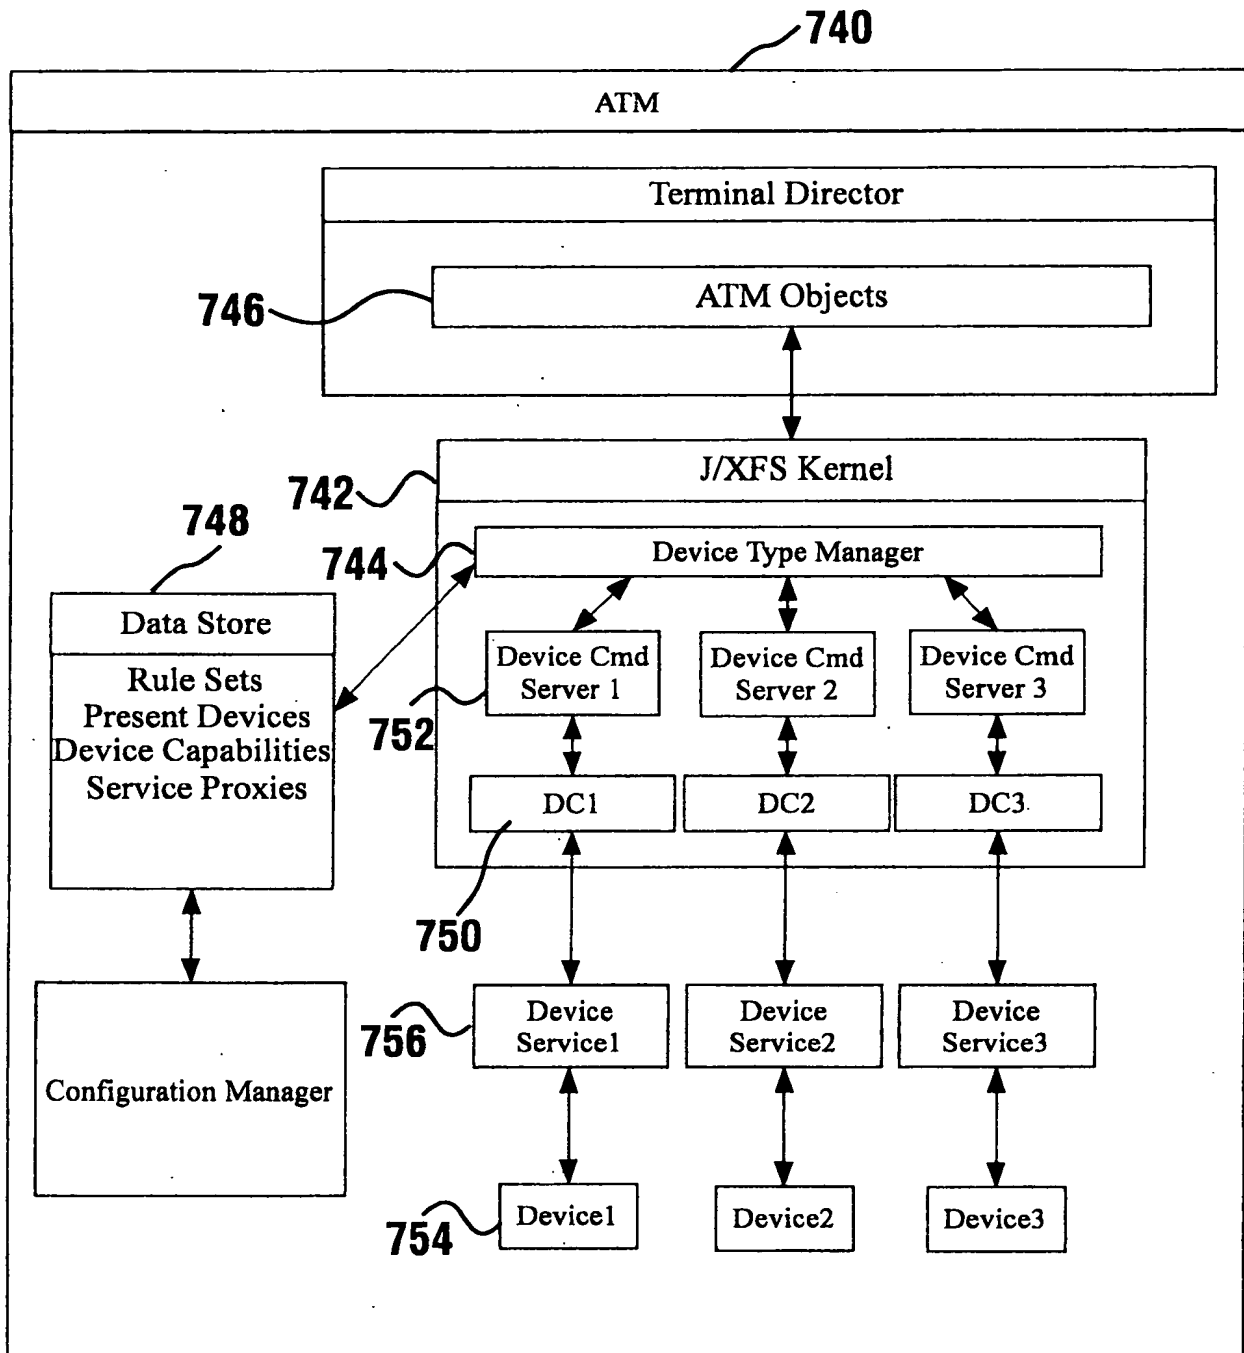 740
ATM
Terminal Director
746
ATM Objects
742
J/XFS Kernel
748
744
Device Type Manager
Data Store
Rule Sets
Present Devices
Device Capabilities
Service Proxies
752
Device Cmd
Server 1
Device Cmd
Server 2
Device Cmd
Server 3
DC1
DC2
DC3
750
756
Device
Service1
Device
Service2
Device
Service3
Configuration Manager
754
Device1
Device2
Device3